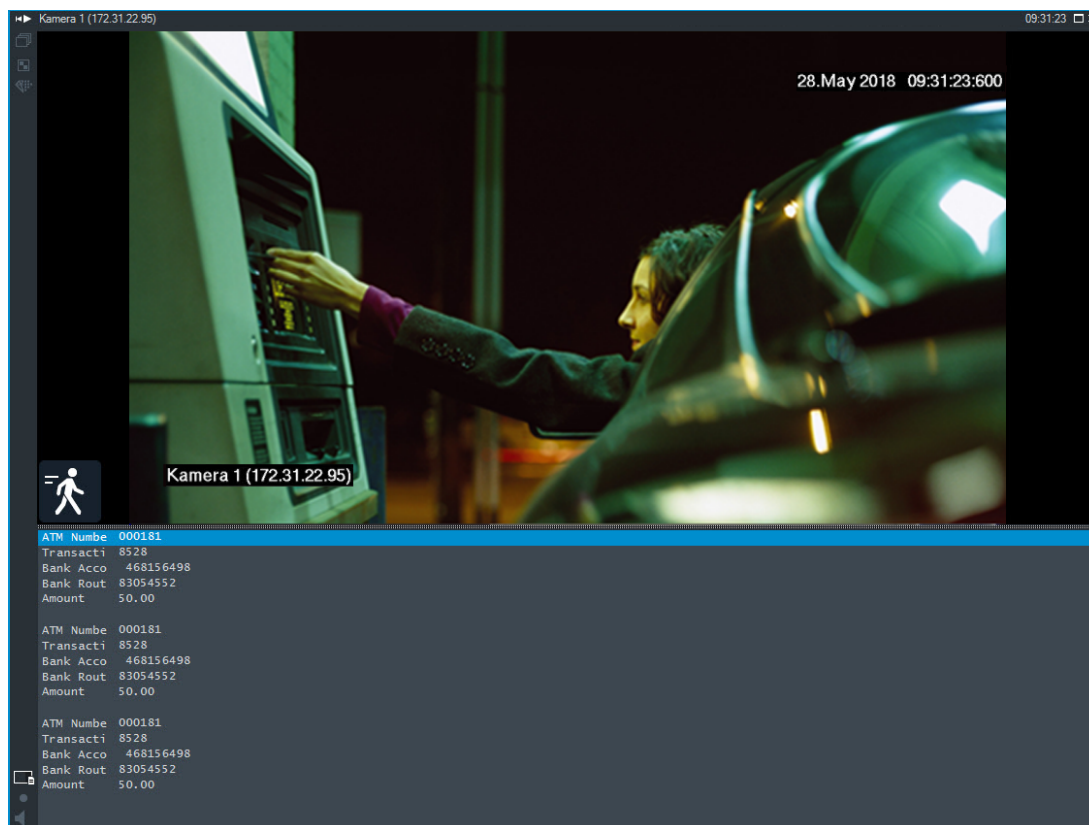 Kamera 1 (172.31.22.95)
09:31:23
28.May 2018 09:31:23:600
Kamera 1 (172.31.22.95)
ATM Numbe 000181
Transacti 8528
Bank Acco 468156498
Bank Rout 83054552
Amount 50.00
ATM Numbe 000181
Transacti 8528
Bank Acco 468156498
Bank Rout 83054552
Amount 50.00
ATM Numbe 000181
Transacti 8528
Bank Acco 468156498
Bank Rout 83054552
Amount 50.00